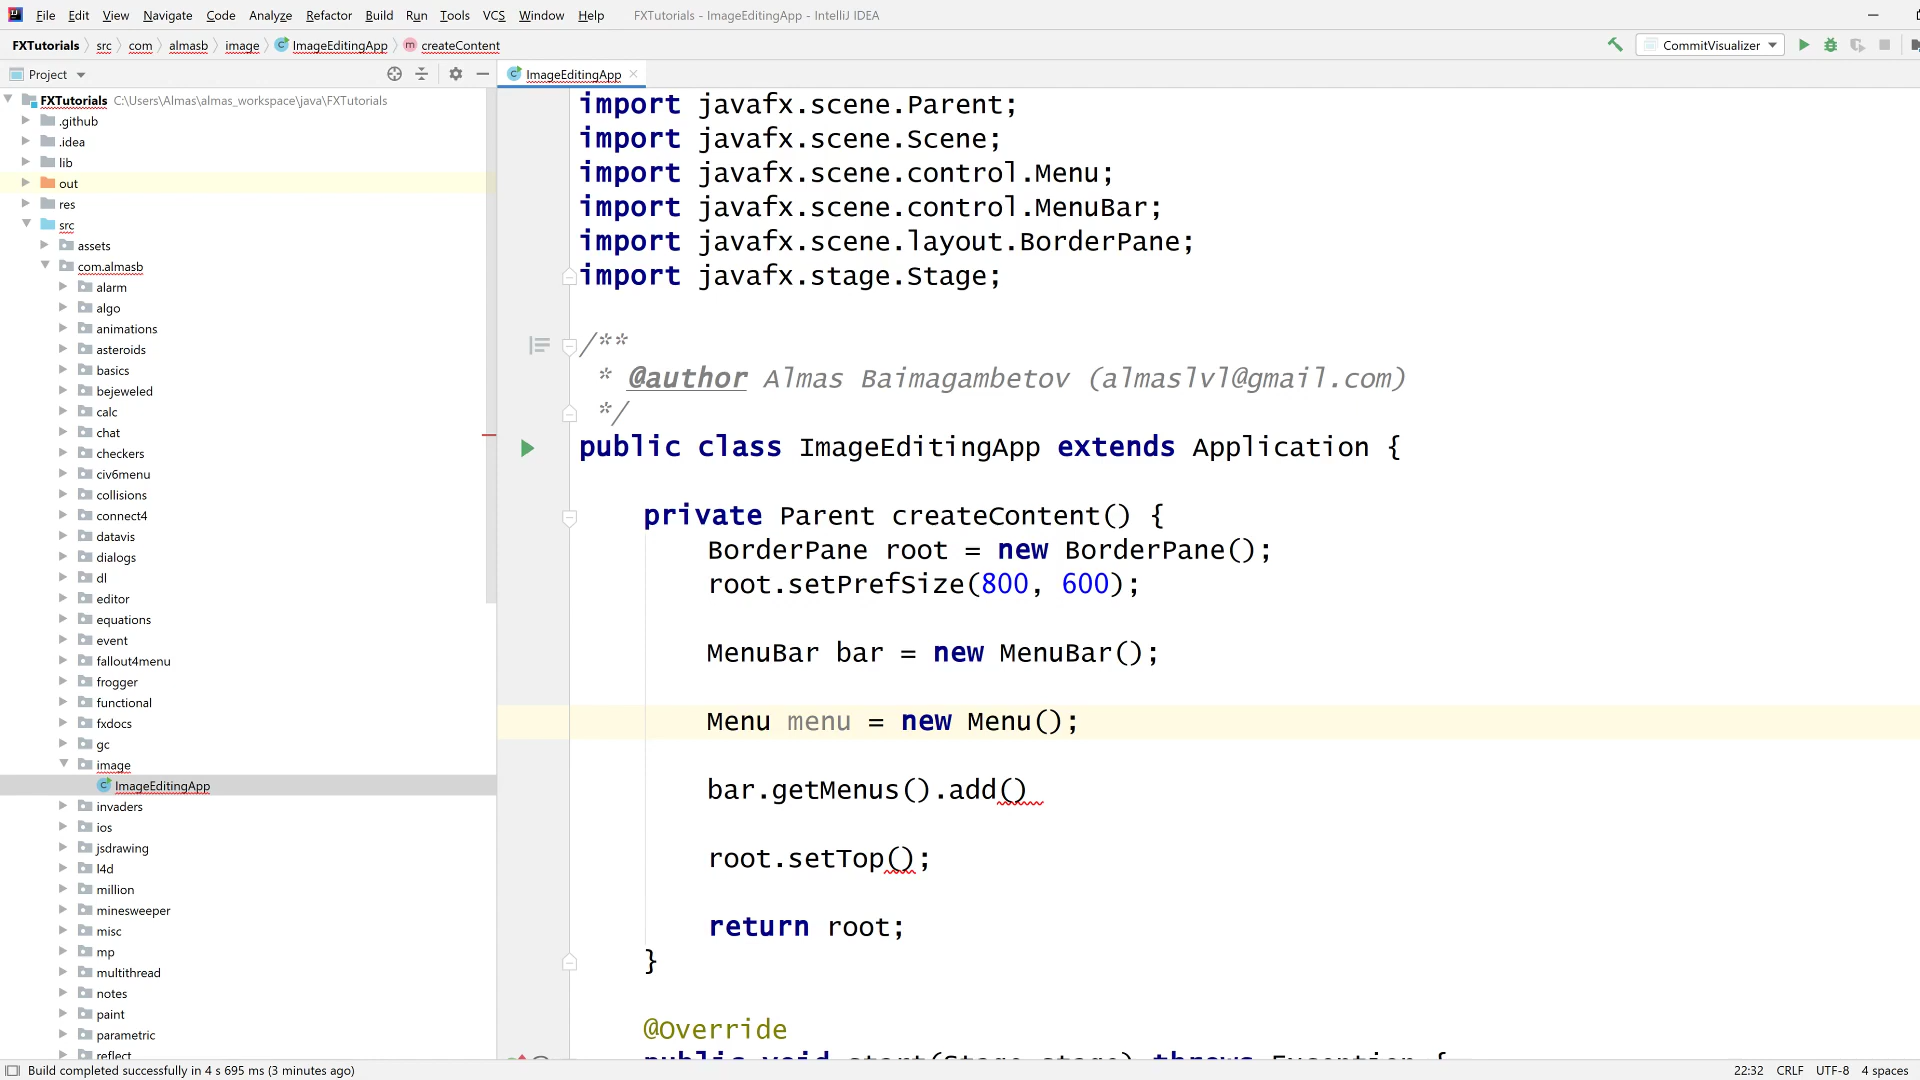 File Edit View Navigate Code Analyze Refactor Build Run Tools VCS Window Help FXTutorials - ImageEditingApp - IntelliJ IDEA
FXTutorials src com almasb image ImageEditingApp createContent CommitVisualizer
Project ImageEditingApp
FXTutorials C:\Users\Almas\almas_workspace\java\FXTutorials
.github
.idea
lib
out
res
src
assets
com.almasb
alarm
algo
animations
asteroids
basics
bejeweled
calc
chat
checkers
civ6menu
collisions
connect4
datavis
dialogs
dl
editor
equations
event
fallout4menu
frogger
functional
fxdocs
gc
image
ImageEditingApp
invaders
ios
jsdrawing
l4d
million
minesweeper
misc
mp
multithread
notes
paint
parametric
reflect
import javafx.scene.Parent;
import javafx.scene.Scene;
import javafx.scene.control.Menu;
import javafx.scene.control.MenuBar;
import javafx.scene.layout.BorderPane;
import javafx.stage.Stage;
/**
* @author Almas Baimagambetov (almaslvl@gmail.com)
*/
public class ImageEditingApp extends Application {
private Parent createContent() {
BorderPane root = new BorderPane();
root.setPrefSize(800, 600);
MenuBar bar = new MenuBar();
Menu menu = new Menu();
bar.getMenus().add()
root.setTop();
return root;
}
@Override
public void start(Stage stage) throws Exception {
Build completed successfully in 4 s 695 ms (3 minutes ago) 22:32 CRLF UTF-8 4 spaces